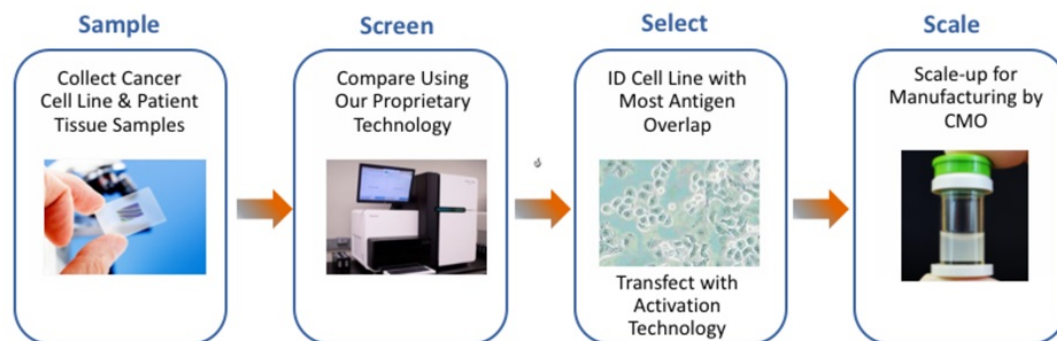 Sample
Collect Cancer
Cell Line & Patient
Tissue Samples
Screen
Compare Using
Our Proprietary
Technology
Select
ID Cell Line with
Most Antigen
Overlap
Transfect with
Activation
Technology
Scale
Scale-up for
Manufacturing by
CMO